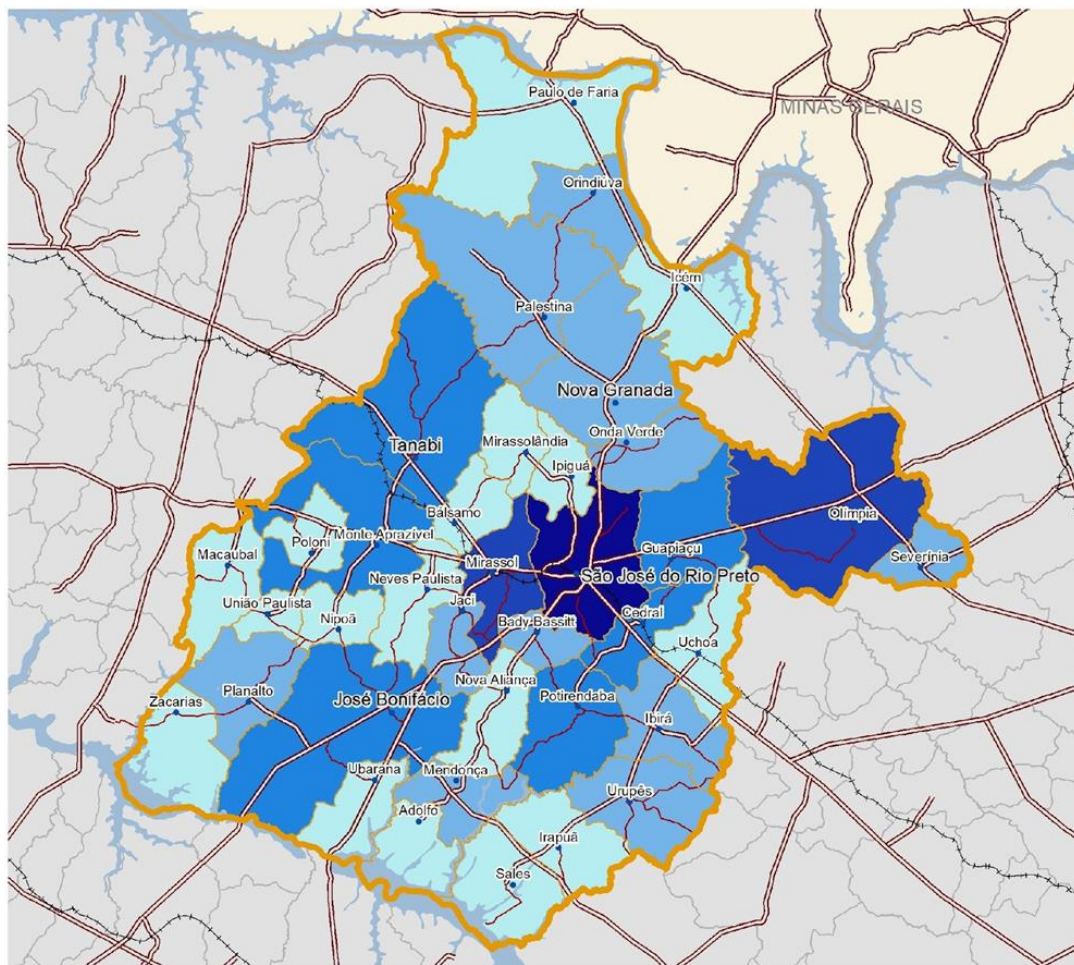 Paulo de Faria
MINAS GERAIS
Orindiúva
Icém
Palestina
Nova Granada
Onda Verde
Tanabi
Mirassolândia
Ipiguá
Bálsamo
Olímpia
Monte Aprazível
Poloni
Macaubal
Mirassol
Guapiaçu
Severínia
Neves Paulista
São José do Rio Preto
União Paulista
Jaci
Cedral
Nipoã
Bady Bassitt
Uchoa
Nova Aliança
Planalto
José Bonifácio
Potirendaba
Zacarias
Ibirá
Ubarana
Mendonça
Urupês
Adolfo
Irapuã
Sales